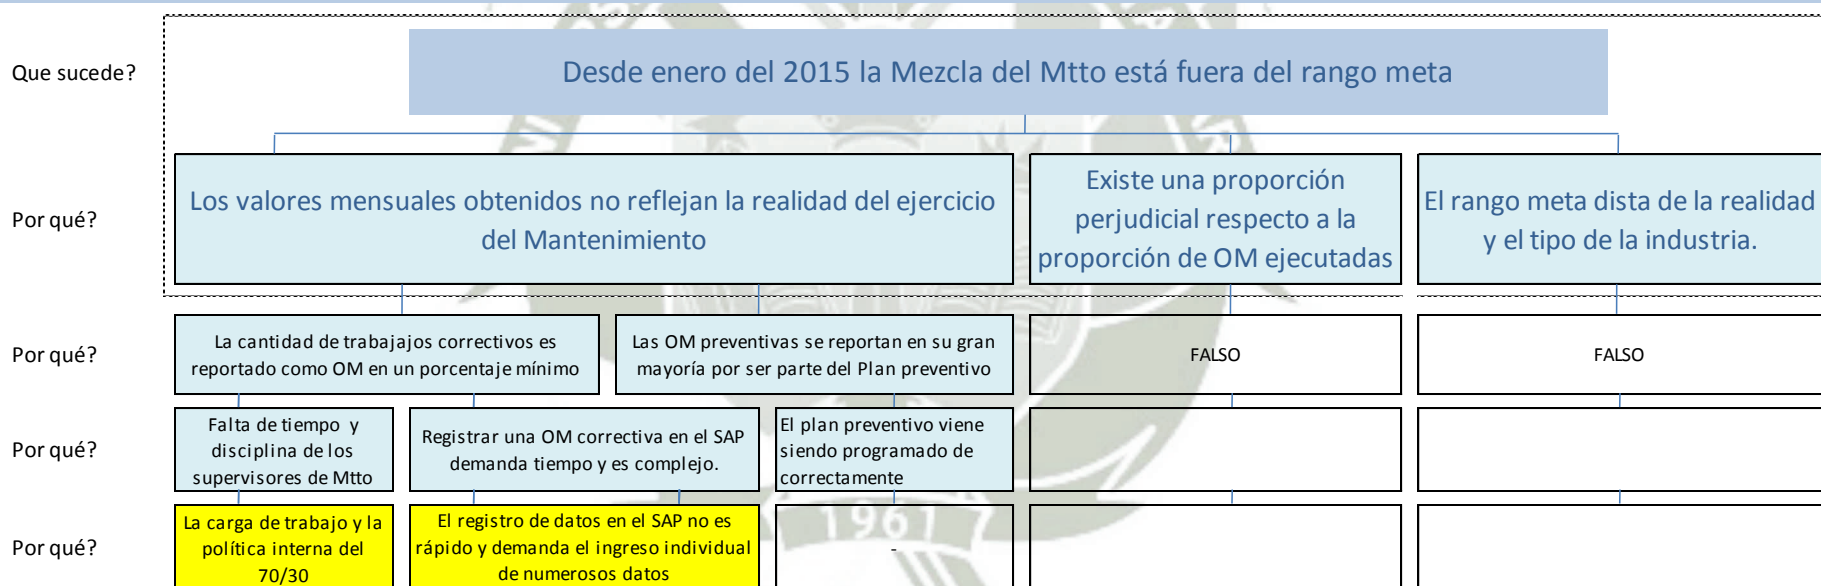 Que sucede?
Desde enero del 2015 la Mezcla del Mtto está fuera del rango meta
Por qué?
Los valores mensuales obtenidos no reflejan la realidad del ejercicio
del Mantenimiento
Existe una proporción
perjudicial respecto a la
proporción de OM ejecutadas
El rango meta dista de la realidad
y el tipo de la industria.
Por qué?
La cantidad de trabajajos correctivos es
reportado como OM en un porcentaje mínimo
Las OM preventivas se reportan en su gran
mayoría por ser parte del Plan preventivo
FALSO
FALSO
Por qué?
Falta de tiempo y
disciplina de los
supervisores de Mtto
Registrar una OM correctiva en el SAP
demanda tiempo y es complejo.
El plan preventivo viene
siendo programado de
correctamente
Por qué?
La carga de trabajo y la
política interna del
70/30
El registro de datos en el SAP no es
rápido y demanda el ingreso individual
de numerosos datos
-
1961